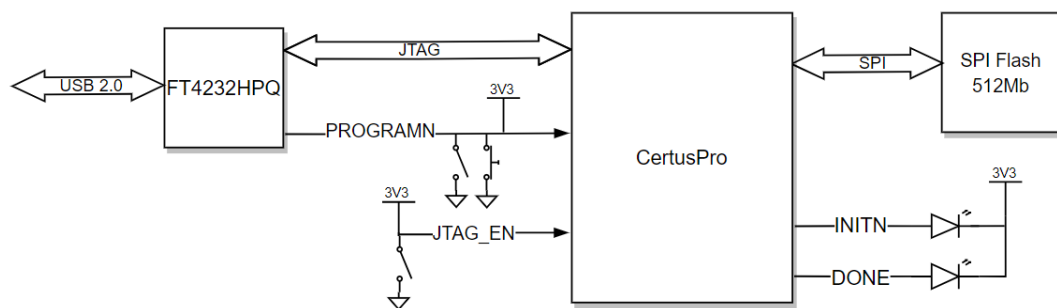 JTAG
FT4232HPQ
USB 2.0
SPI
SPI Flash
512Mb
3V3
PROGRAMN
CertusPro
3V3
3V3
JTAG_EN
INITN
DONE